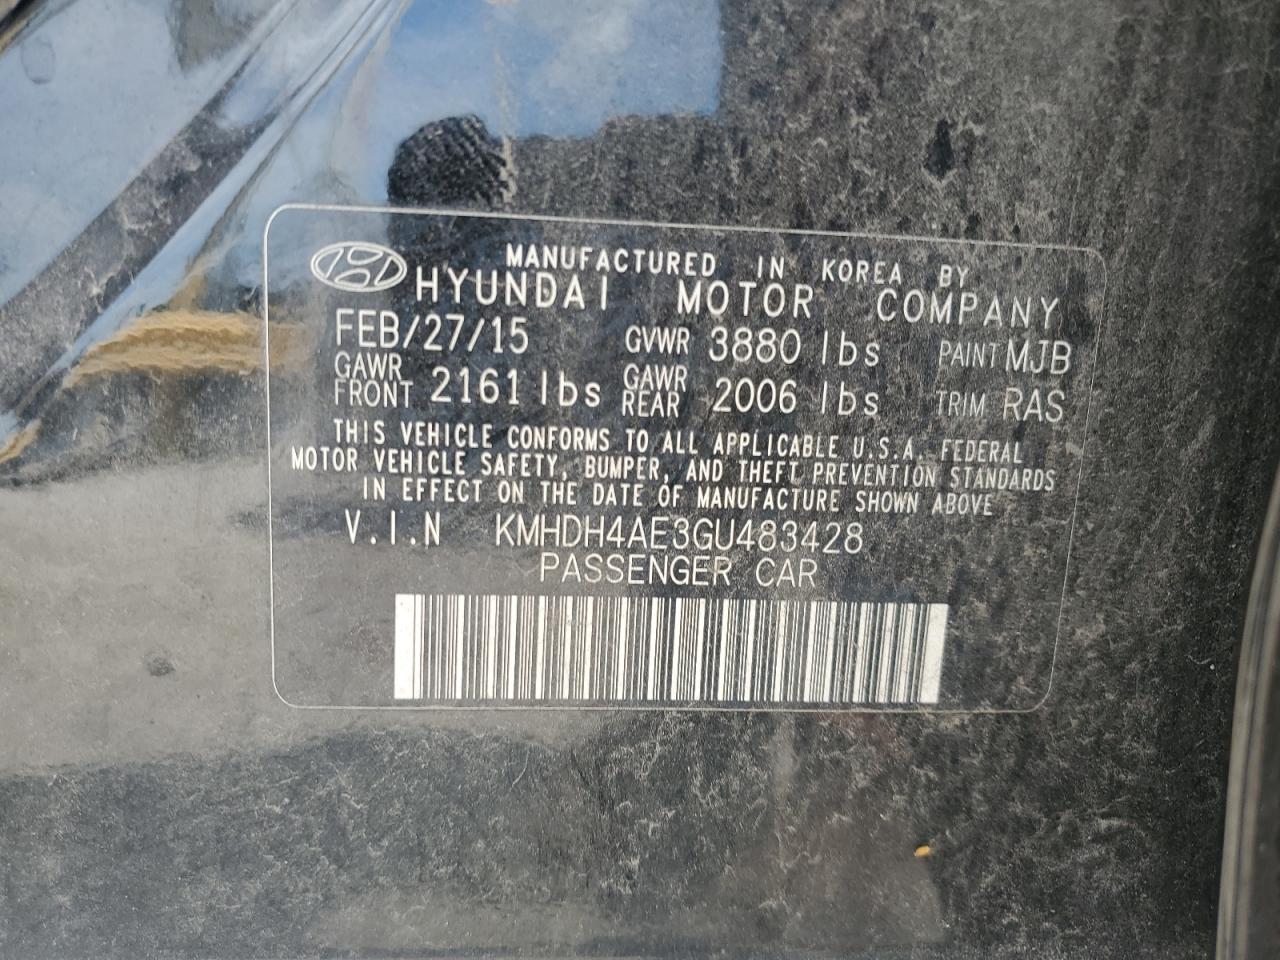 MANUFACTURED IN KOREA BY
HYUNDAI MOTOR COMPANY
FEB/27/15 GVWR 3880 lbs PAINT MJB
GAWR FRONT 2161 lbs GAWR REAR 2006 lbs TRIM RAS
THIS VEHICLE CONFORMS TO ALL APPLICABLE U.S.A. FEDERAL
MOTOR VEHICLE SAFETY, BUMPER, AND THEFT PREVENTION STANDARDS
IN EFFECT ON THE DATE OF MANUFACTURE SHOWN ABOVE
V.I.N KMHDH4AE3GU483428
PASSENGER CAR